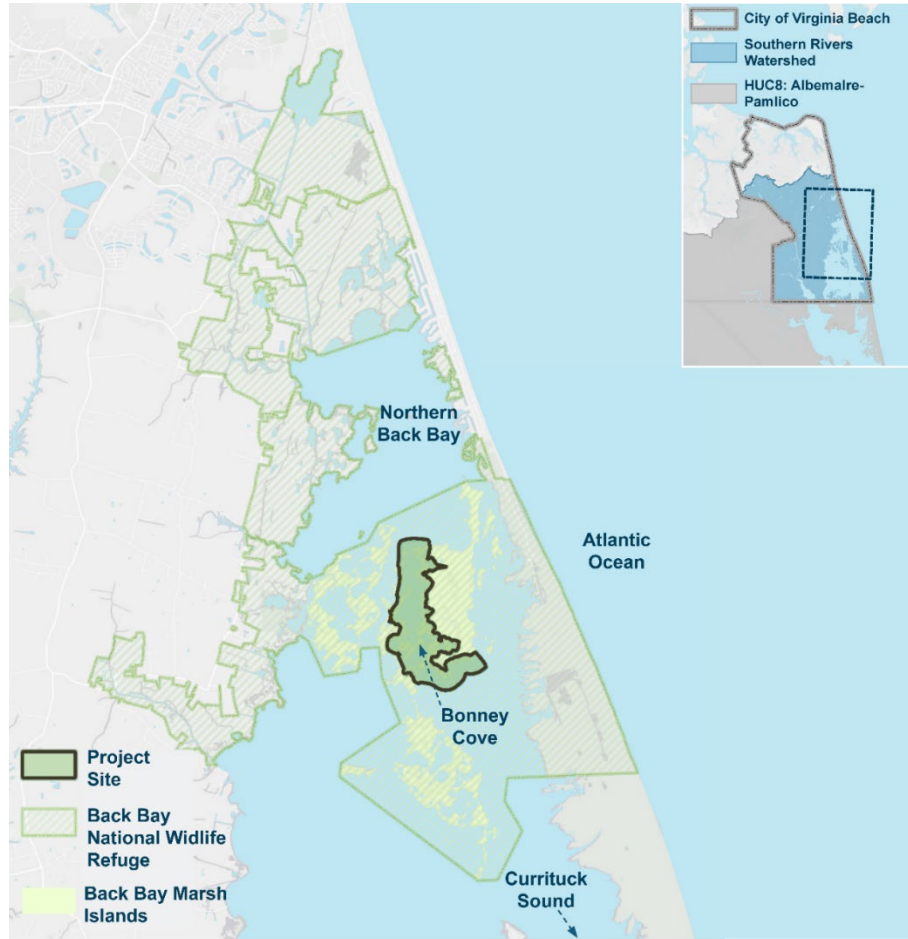 City of Virginia Beach
Southern Rivers
Watershed
HUC8: Albemalre-
Pamlico
Northern
Back Bay
Atlantic
Ocean
Bonney
Cove
Project
Site
Back Bay
National Widlife
Refuge
Back Bay Marsh
Islands
Currituck
Sound